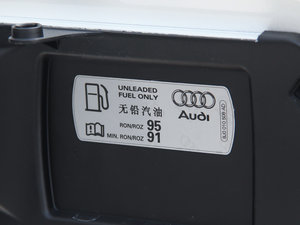 UNLEADED
FUEL ONLY
无铅汽油
RON/ROZ 95
MIN. RON/ROZ 91
Audi